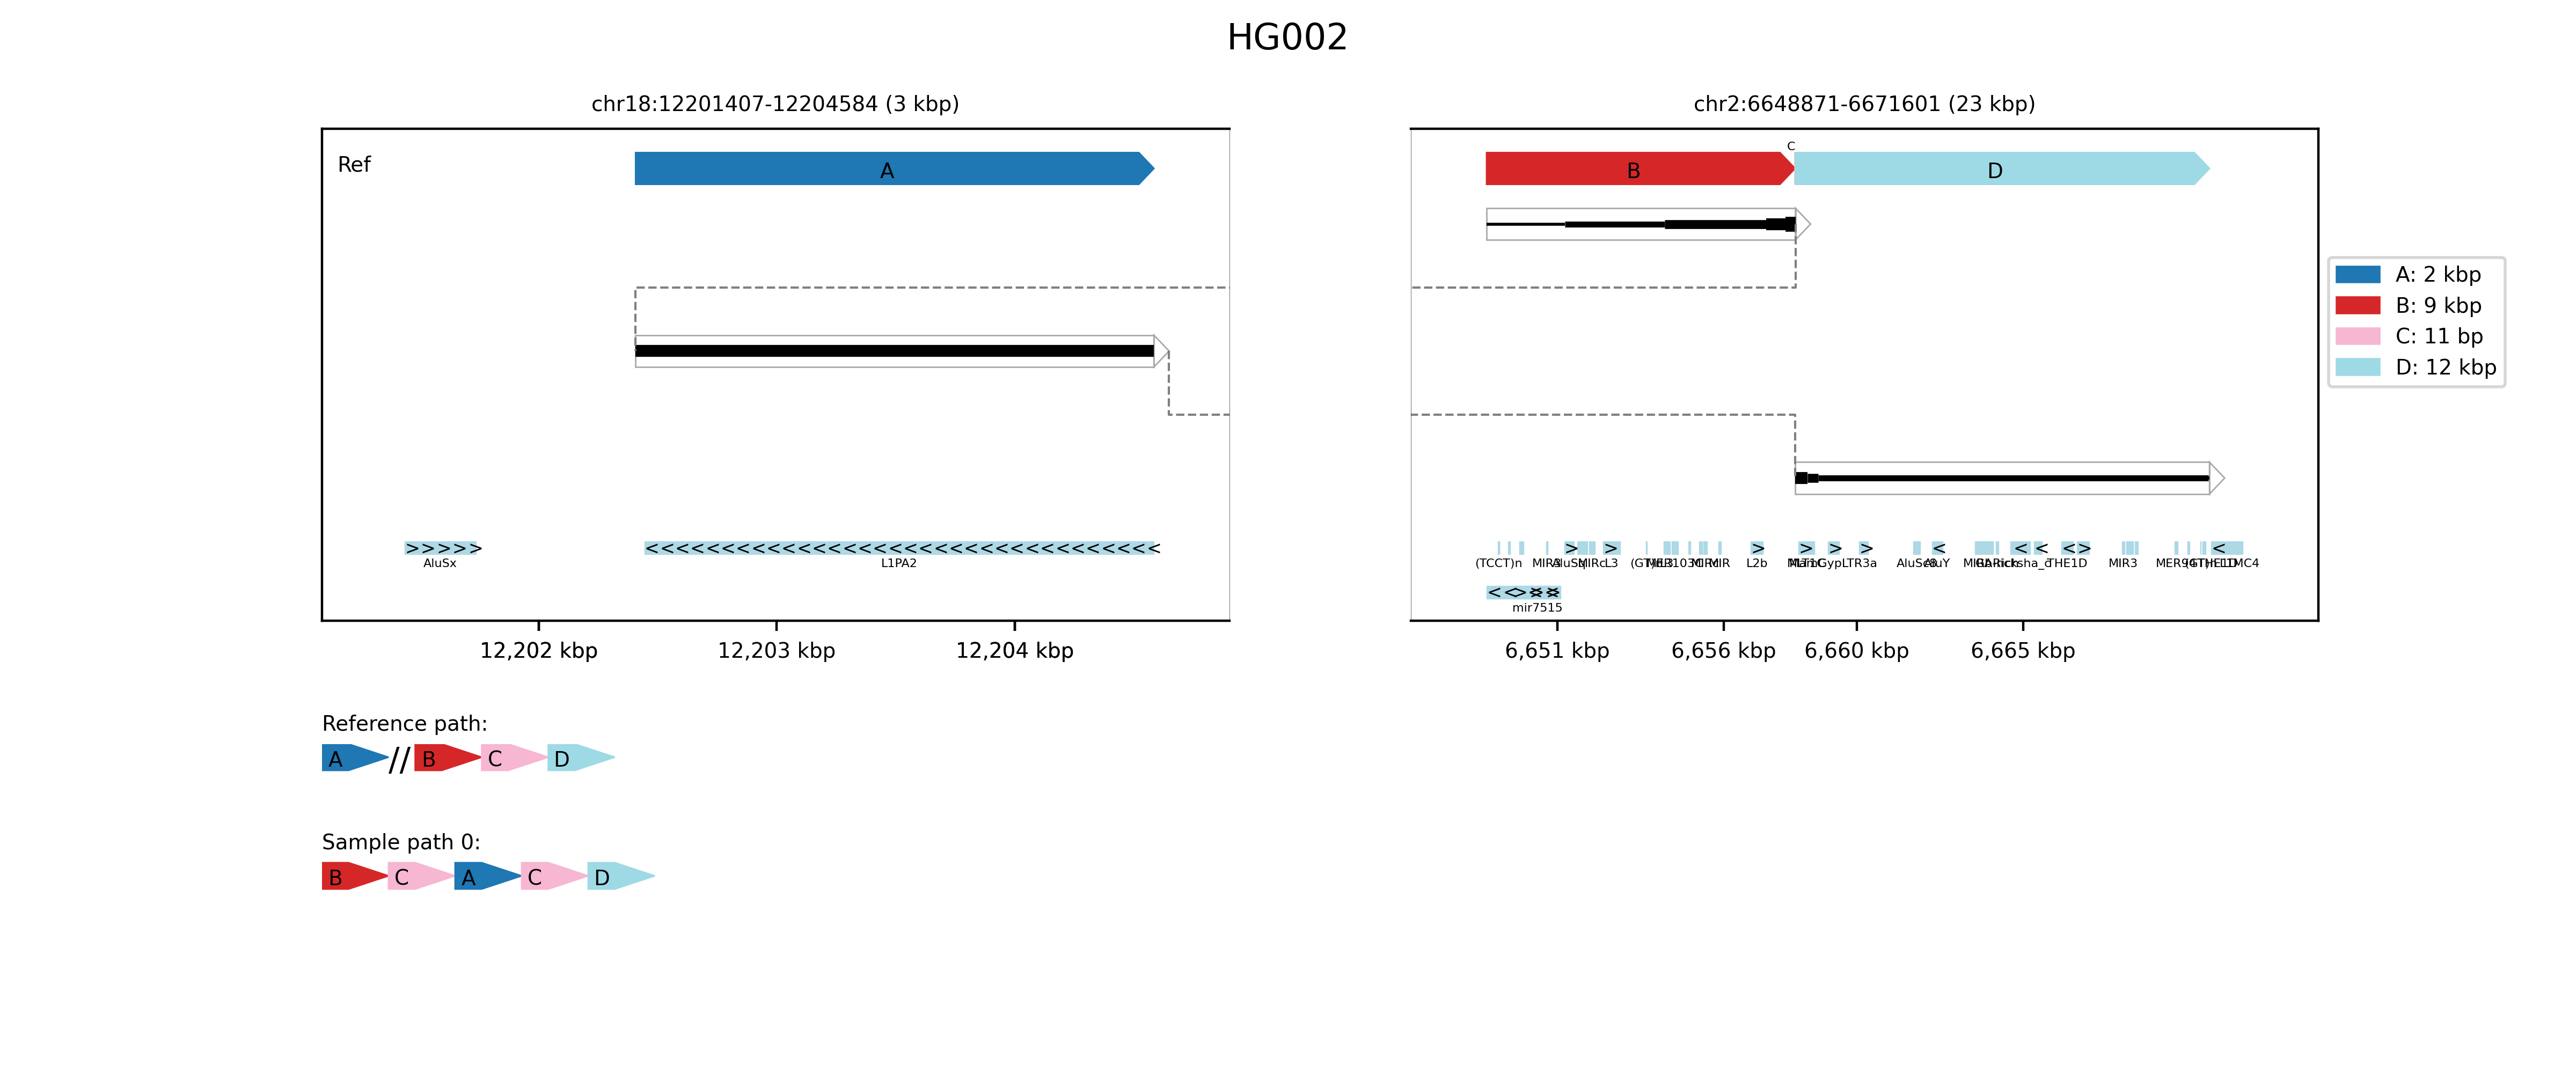 HG002
chr18:12201407-12204584 (3 kbp)
chr2:6648871-6671601 (23 kbp)
Ref
A
B
C
D
A: 2 kbp
B: 9 kbp
C: 11 bp
D: 12 kbp
>>>>>
<<<<<<<<<<<<<<<<<<<<<<<<<<<<<<<<<<
AluSx
L1PA2
(TCCT)n
L3
L2b
LTR3a
THE1D
MIR3
mir7515
12,202 kbp
12,203 kbp
12,204 kbp
6,651 kbp
6,656 kbp
6,660 kbp
6,665 kbp
Reference path:
A // B C D
Sample path 0:
B C A C D